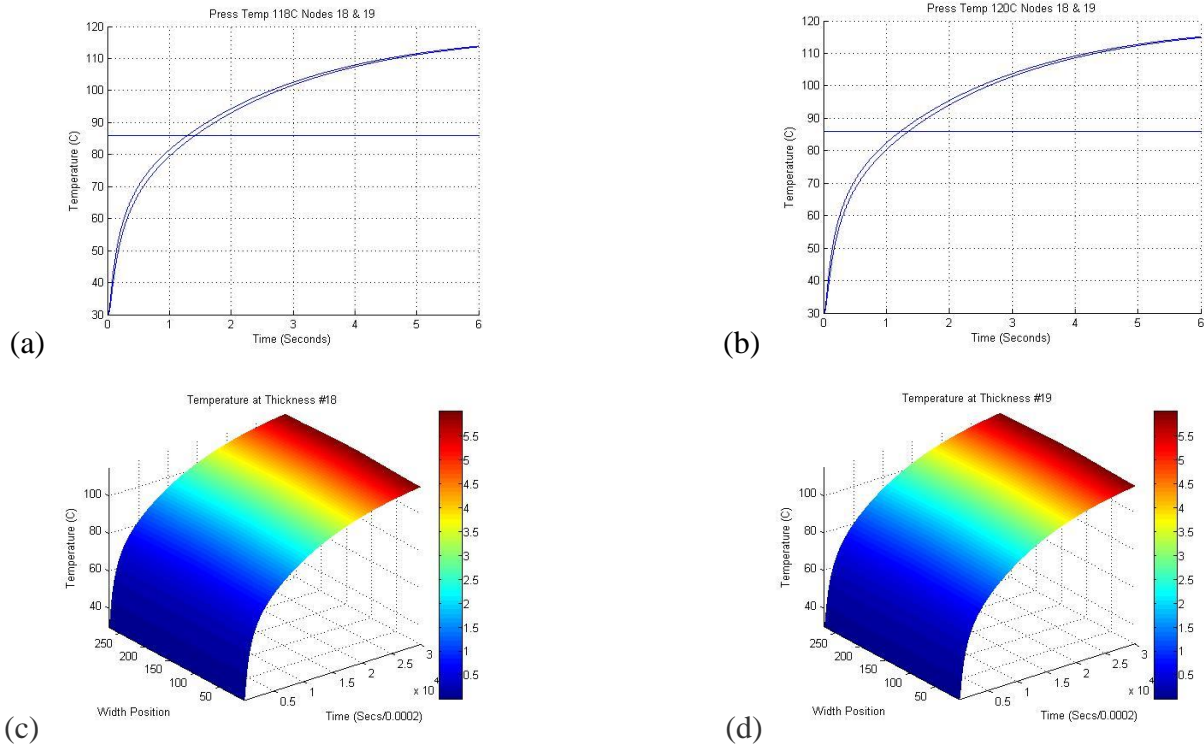 Press Temp 118C Nodes 18 & 19
120
110
100
90
80
70
60
50
40
30
Temperature (C)
0 1 2 3 4 5 6
Time (Seconds)
(a)
Press Temp 120C Nodes 18 & 19
120
110
100
90
80
70
60
50
40
30
Temperature (C)
0 1 2 3 4 5 6
Time (Seconds)
(b)
Temperature at Thickness #18
100
80
60
40
Temperature (C)
250 200 150 100 50
Width Position
0.5 1 1.5 2 2.5 3
x 10^4
Time (Secs/0.0002)
5.5
5
4.5
4
3.5
3
2.5
2
1.5
1
0.5
(c)
Temperature at Thickness #19
100
80
60
40
Temperature (C)
250 200 150 100 50
Width Position
0.5 1 1.5 2 2.5 3
x 10^4
Time (Secs/0.0002)
5.5
5
4.5
4
3.5
3
2.5
2
1.5
1
0.5
(d)